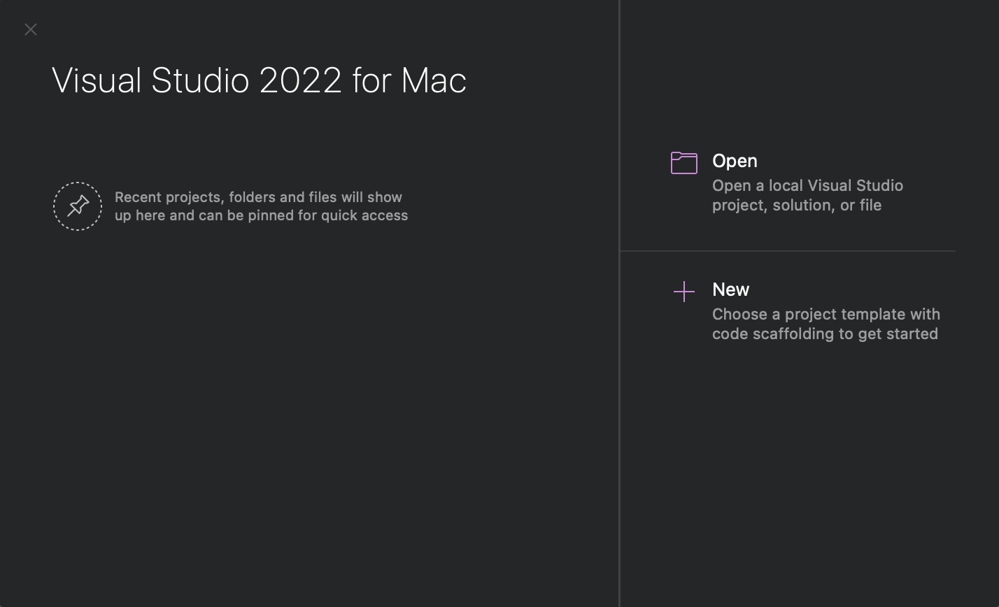 Visual Studio 2022 for Mac
Recent projects, folders and files will show
up here and can be pinned for quick access
Open
Open a local Visual Studio
project, solution, or file
New
Choose a project template with
code scaffolding to get started